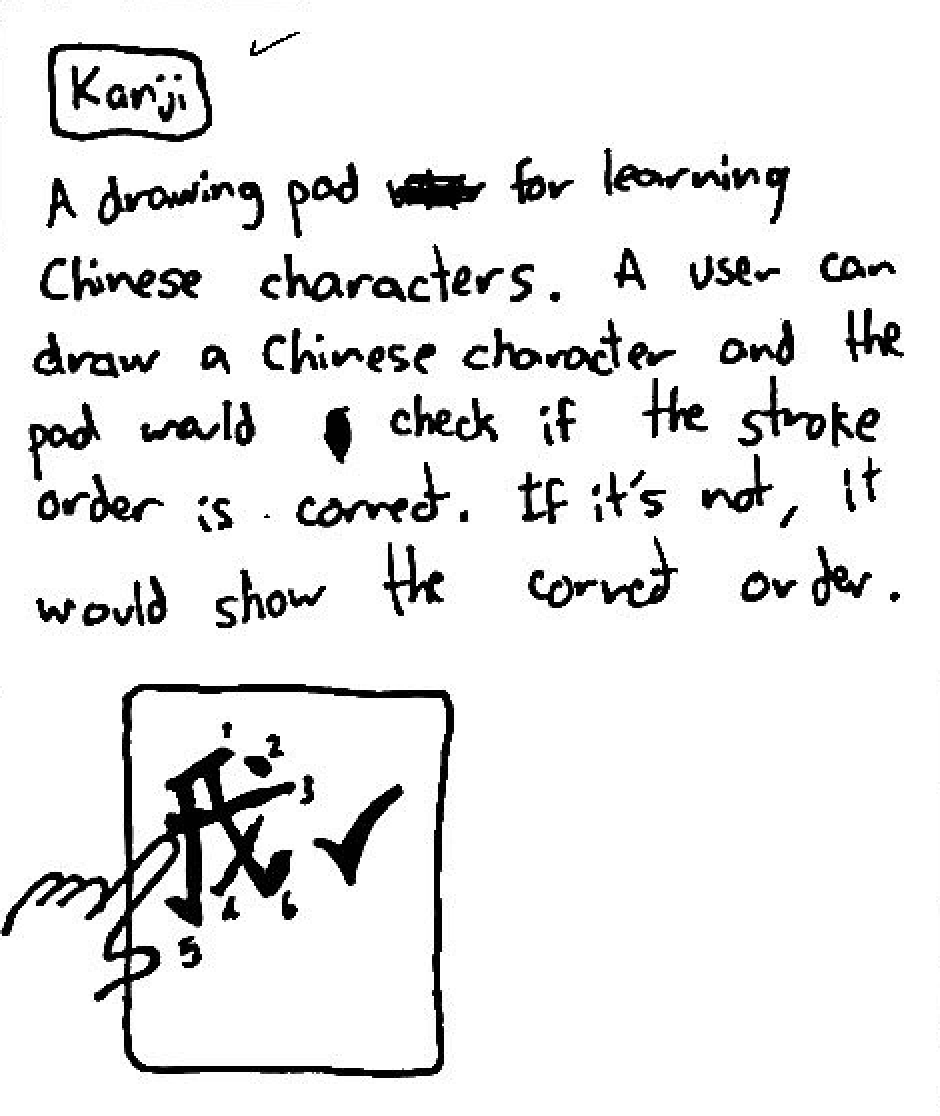 Kanji
A drawing pad for learning
Chinese characters. A user can
draw a Chinese character and the
pad would check if the stroke
order is correct. If it's not, it
would show the correct order.
1
2
3
4
6
5